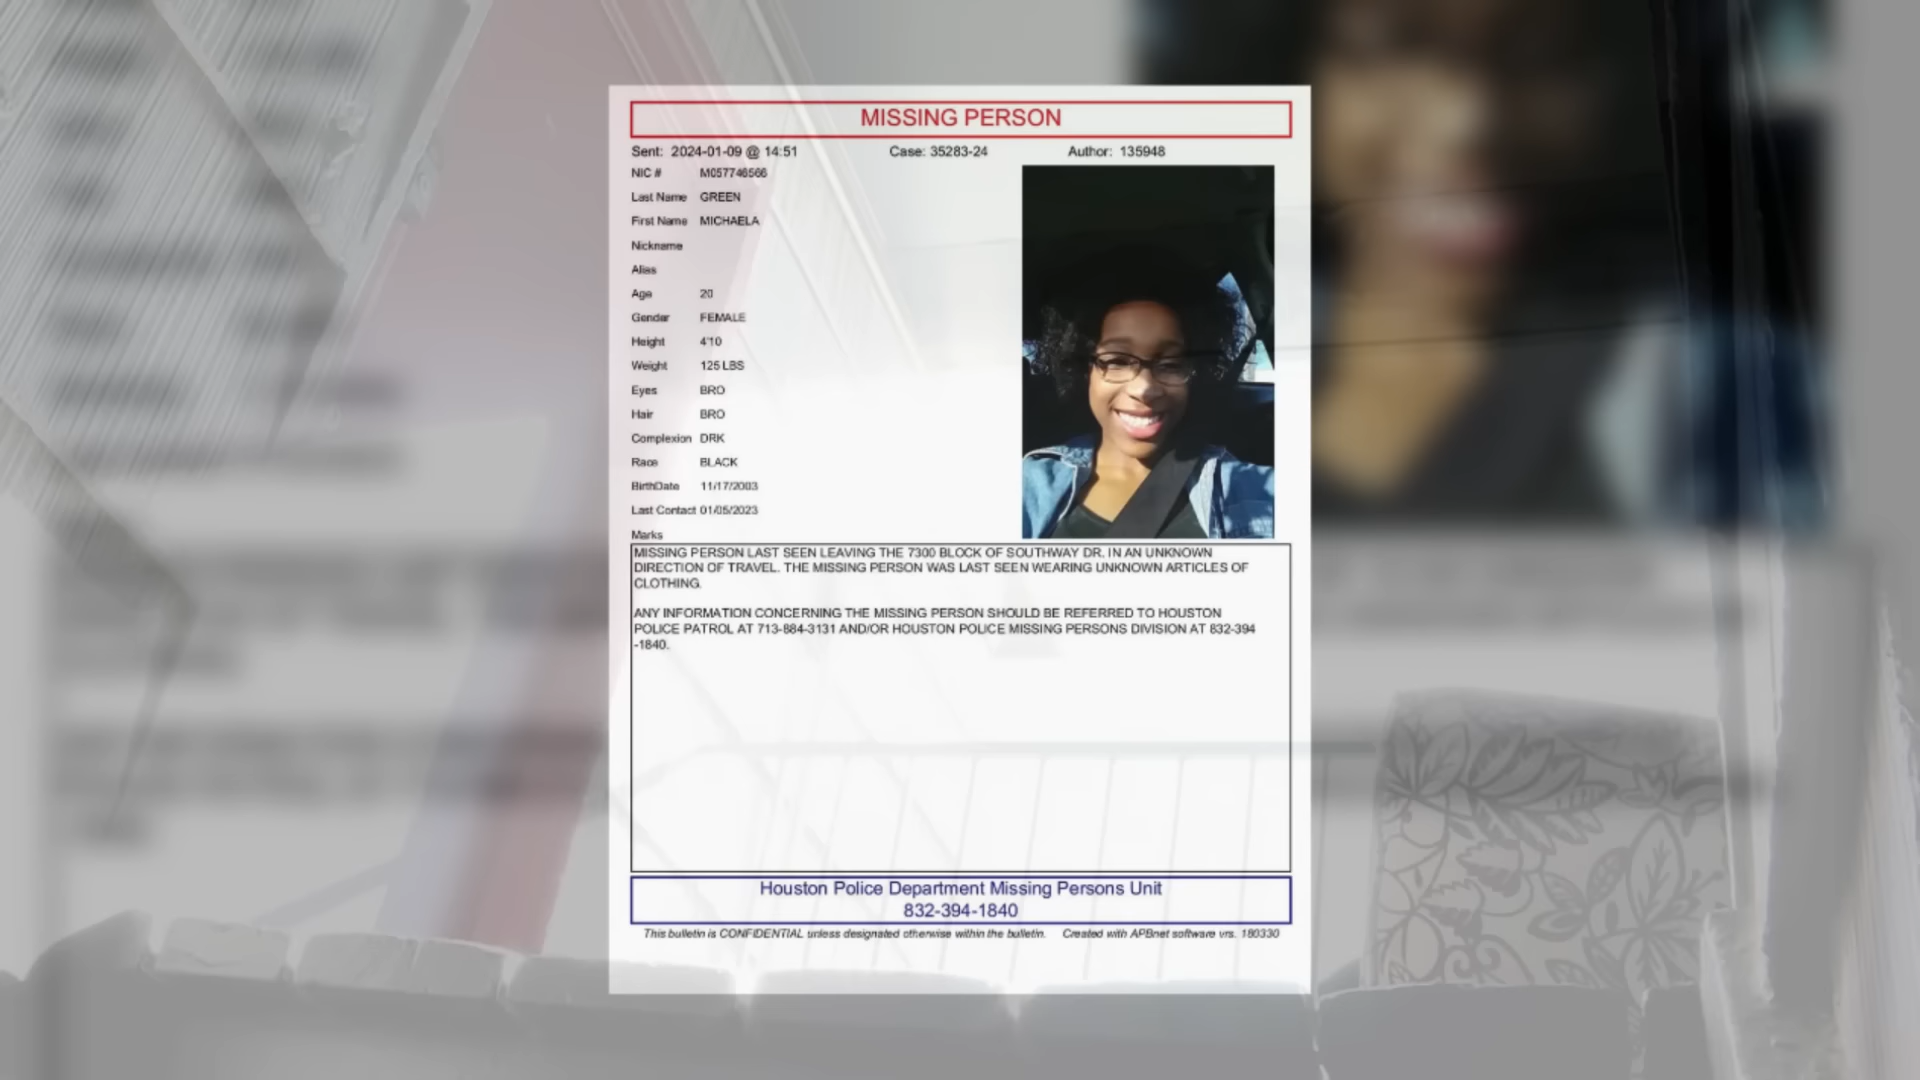 MISSING PERSON
Sent: 2024-01-09 @ 14:51 Case: 35283-24 Author: 135948
NIC # M057746566
Last Name GREEN
First Name MICHAELA
Nickname
Alias
Age 20
Gender FEMALE
Height 4'10
Weight 125 LBS
Eyes BRO
Hair BRO
Complexion DRK
Race BLACK
BirthDate 11/17/2003
Last Contact 01/05/2023
Marks
MISSING PERSON LAST SEEN LEAVING THE 7300 BLOCK OF SOUTHWAY DR. IN AN UNKNOWN
DIRECTION OF TRAVEL. THE MISSING PERSON WAS LAST SEEN WEARING UNKNOWN ARTICLES OF
CLOTHING.
ANY INFORMATION CONCERNING THE MISSING PERSON SHOULD BE REFERRED TO HOUSTON
POLICE PATROL AT 713-884-3131 AND/OR HOUSTON POLICE MISSING PERSONS DIVISION AT 832-394
-1840.
Houston Police Department Missing Persons Unit
832-394-1840
This bulletin is CONFIDENTIAL unless designated otherwise within the bulletin. Created with APBnet software vrs. 180330